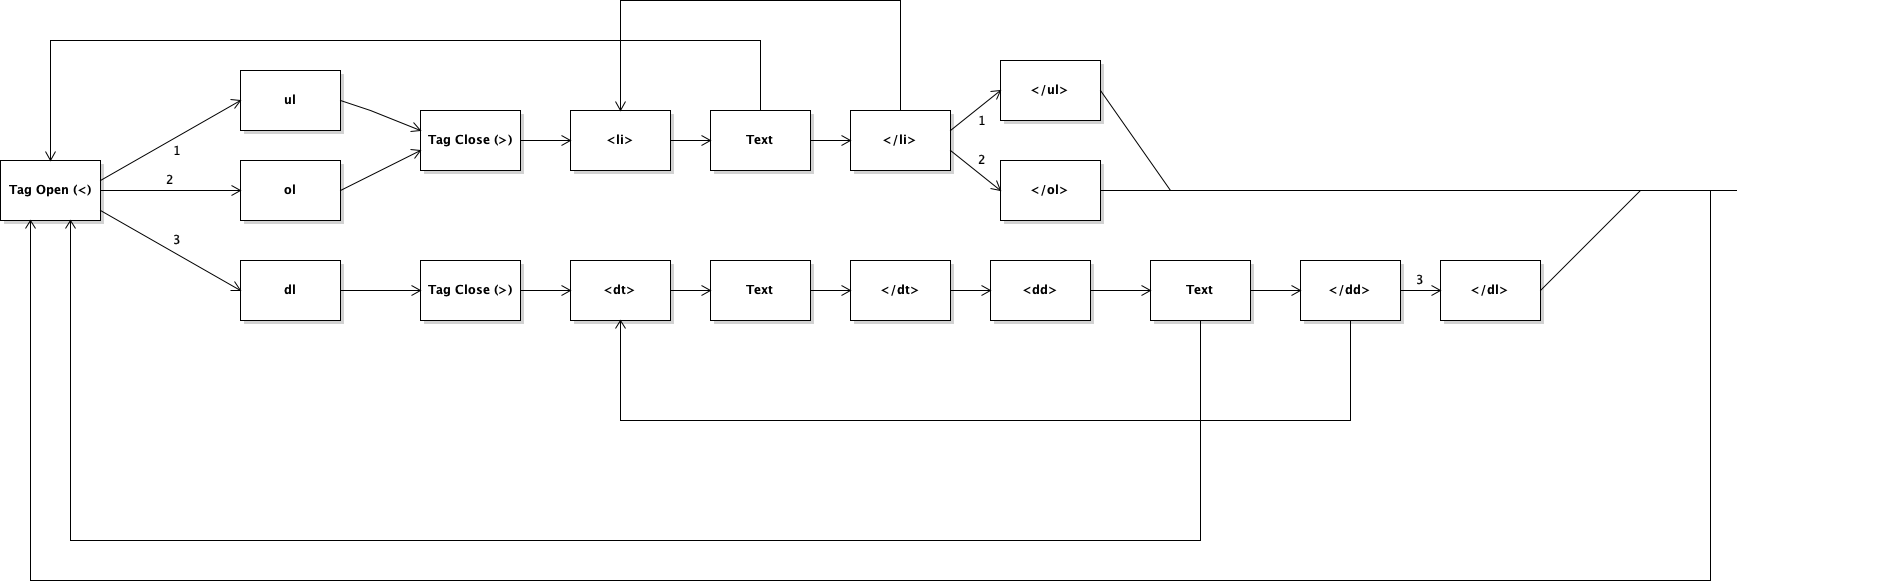 ul
</ul>
1
1
Tag Close (>)
<li>
Text
</li>
2
2
Tag Open (<)
ol
</ol>
3
dl
Tag Close (>)
<dt>
Text
</dt>
<dd>
Text
</dd>
3
</dl>